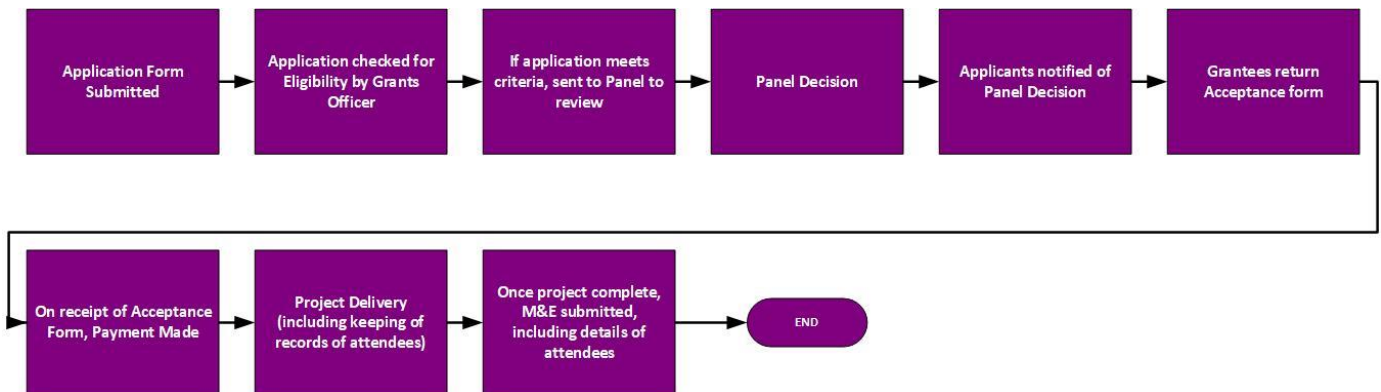 Application Form
Submitted
Application checked for
Eligibility by Grants
Officer
If application meets
criteria, sent to Panel to
review
Panel Decision
Applicants notified of
Panel Decision
Grantees return
Acceptance form
On receipt of Acceptance
Form, Payment Made
Project Delivery
(including keeping of
records of attendees)
Once project complete,
M&E submitted,
including details of
attendees
END